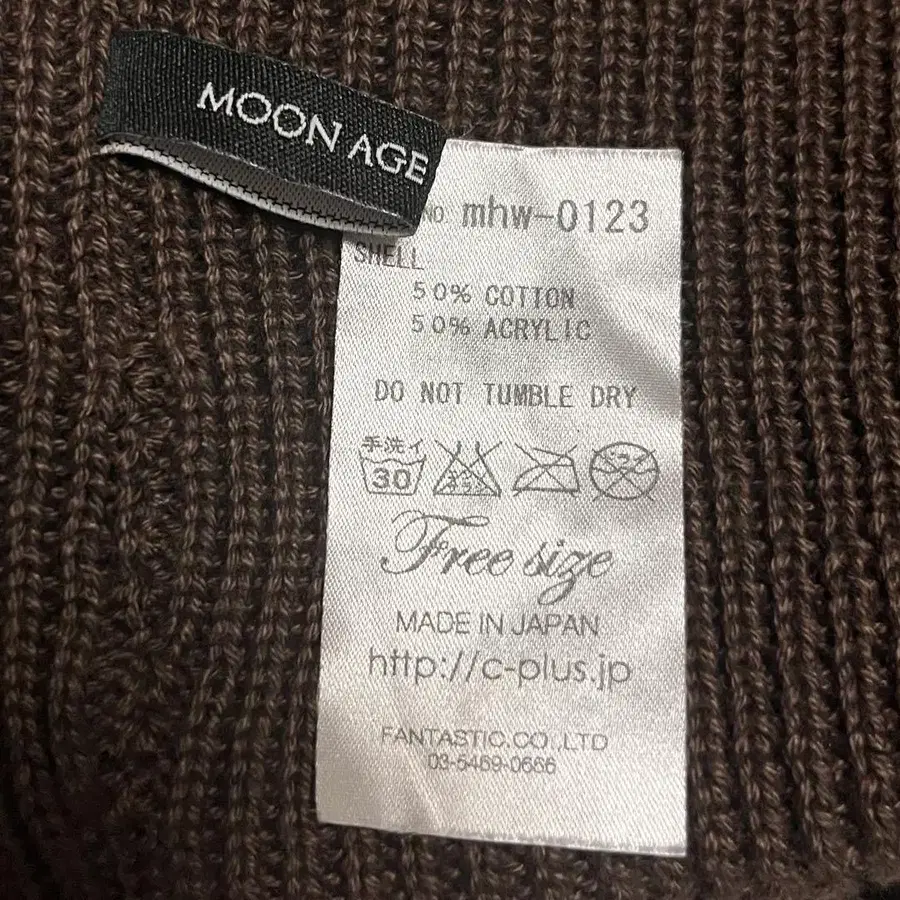 MOON AGE
No. mhw-0123
SHELL
50% COTTON
50% ACRYLIC
DO NOT TUMBLE DRY
手洗イ
30
Free size
MADE IN JAPAN
http://c-plus.jp
FANTASTIC.CO.,LTD
03-5469-0666